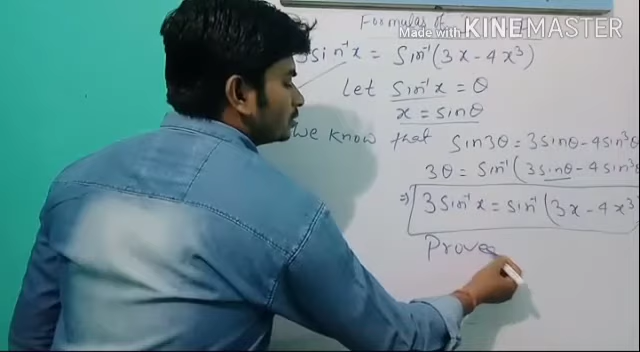 Formulas of
Made with KINEMASTER
3sin⁻¹x = Sin⁻¹(3x - 4x³)
Let Sin⁻¹x = θ
x = sinθ
We know that Sin3θ = 3sinθ - 4sin³θ
3θ = Sin⁻¹(3sinθ - 4sin³θ
⇒ 3Sin⁻¹x = sin⁻¹(3x - 4x³)
Prove